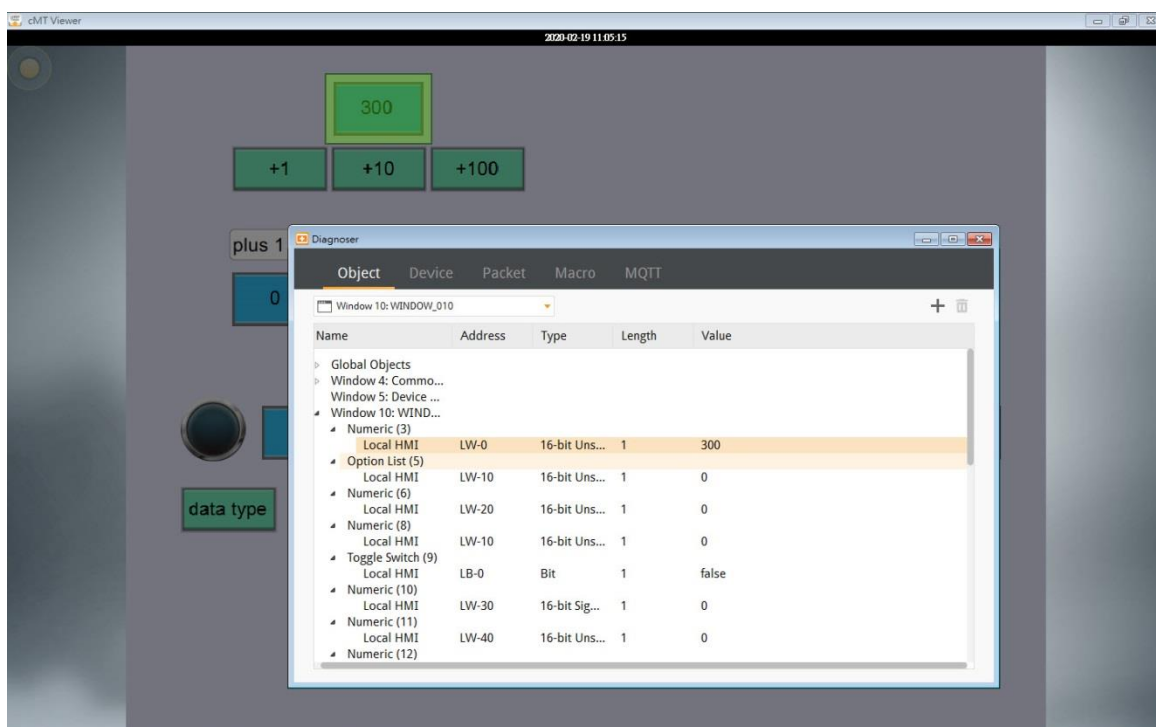 cMT Viewer
2020-02-19 11:05:15
300
+1 +10 +100
plus 1
0
data type
Diagnoser
Object Device Packet Macro MQTT
Window 10: WINDOW_010
Name Address Type Length Value
Global Objects
Window 4: Commo...
Window 5: Device ...
Window 10: WIND...
Numeric (3)
Local HMI LW-0 16-bit Uns... 1 300
Option List (5)
Local HMI LW-10 16-bit Uns... 1 0
Numeric (6)
Local HMI LW-20 16-bit Uns... 1 0
Numeric (8)
Local HMI LW-10 16-bit Uns... 1 0
Toggle Switch (9)
Local HMI LB-0 Bit 1 false
Numeric (10)
Local HMI LW-30 16-bit Sig... 1 0
Numeric (11)
Local HMI LW-40 16-bit Uns... 1 0
Numeric (12)